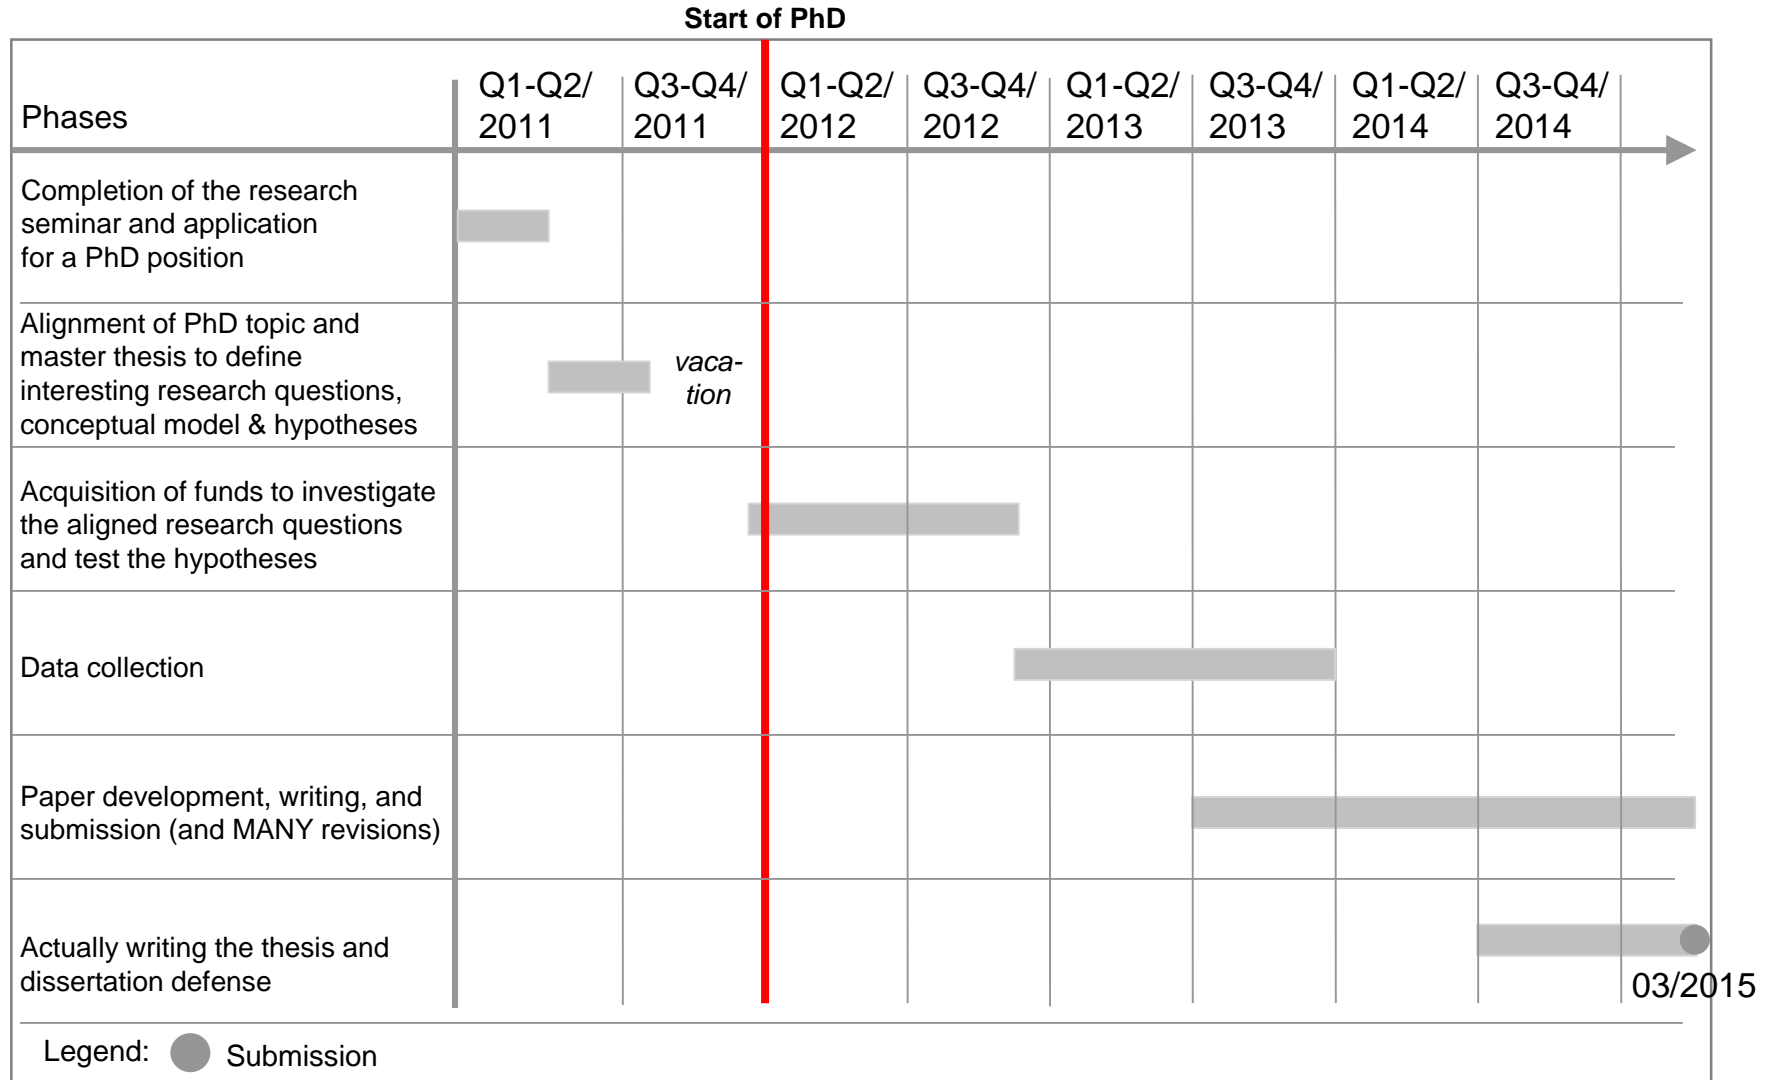 Start of PhD
Phases
Q1-Q2/
2011
Q3-Q4/
2011
Q1-Q2/
2012
Q3-Q4/
2012
Q1-Q2/
2013
Q3-Q4/
2013
Q1-Q2/
2014
Q3-Q4/
2014
Completion of the research
seminar and application
for a PhD position
Alignment of PhD topic and
master thesis to define
interesting research questions,
conceptual model & hypotheses
vaca-
tion
Acquisition of funds to investigate
the aligned research questions
and test the hypotheses
Data collection
Paper development, writing, and
submission (and MANY revisions)
Actually writing the thesis and
dissertation defense
03/2015
Legend:
Submission